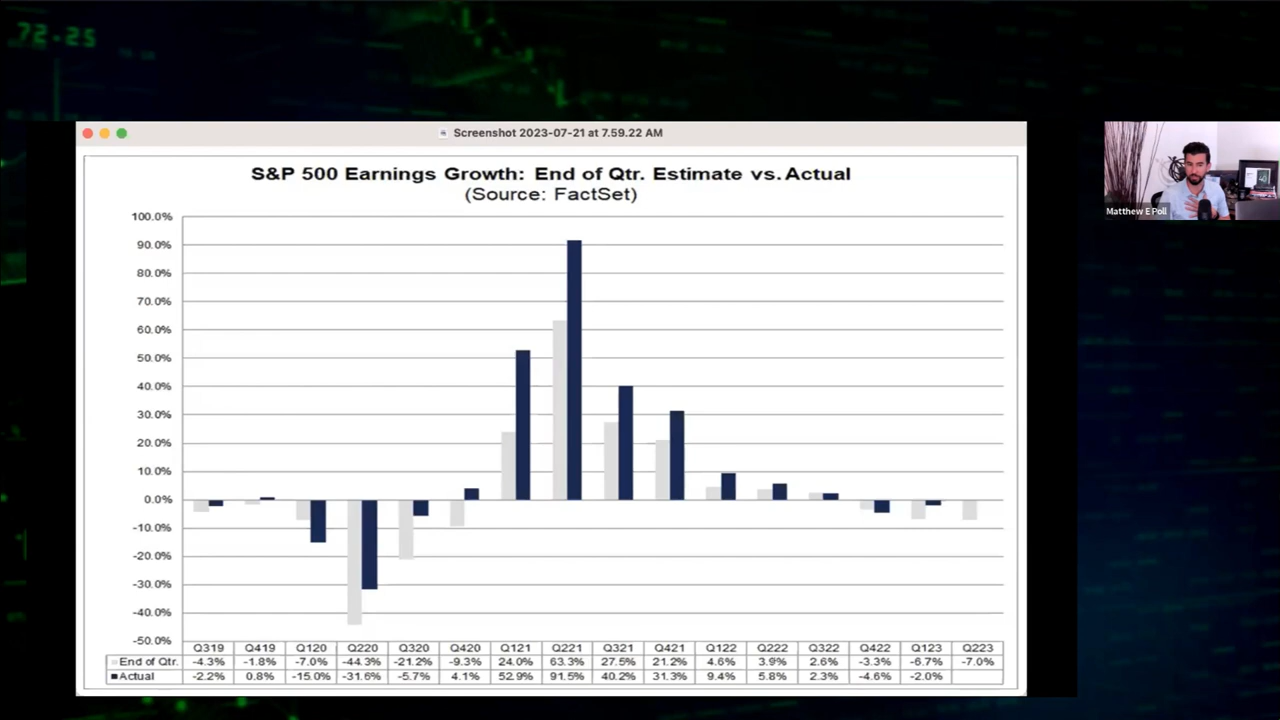 72-25
Screenshot 2023-07-21 at 7.59.22 AM
S&P 500 Earnings Growth: End of Qtr. Estimate vs. Actual
(Source: FactSet)
100.0%
90.0%
80.0%
70.0%
60.0%
50.0%
40.0%
30.0%
20.0%
10.0%
0.0%
-10.0%
-20.0%
-30.0%
-40.0%
-50.0%
Q319 Q419 Q120 Q220 Q320 Q420 Q121 Q221 Q321 Q421 Q122 Q222 Q322 Q422 Q123 Q223
End of Qtr. -4.3% -1.8% -7.0% -44.3% -21.2% -9.3% 24.0% 63.3% 27.5% 21.2% 4.6% 3.9% 2.6% -3.3% -6.7% -7.0%
Actual -2.2% 0.8% -15.0% -31.6% -5.7% 4.1% 52.9% 91.5% 40.2% 31.3% 9.4% 5.8% 2.3% -4.6% -2.0%
Matthew E Poll